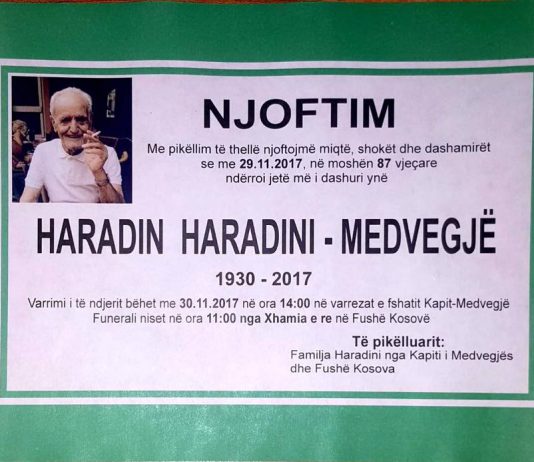 NJOFTIM
Me pikëllim të thellë njoftojmë miqtë, shokët dhe dashamirët
se me 29.11.2017, në moshën 87 vjeçare
ndërroi jetë më i dashuri ynë
HARADIN HARADINI - MEDVEGJË
1930 - 2017
Varrimi i të ndjerit bëhet me 30.11.2017 në ora 14:00 në varrezat e fshatit Kapit-Medvegjë
Funerali niset në ora 11:00 nga Xhamia e re në Fushë Kosovë
Të pikëlluarit:
Familja Haradini nga Kapiti i Medvegjës
dhe Fushë Kosova